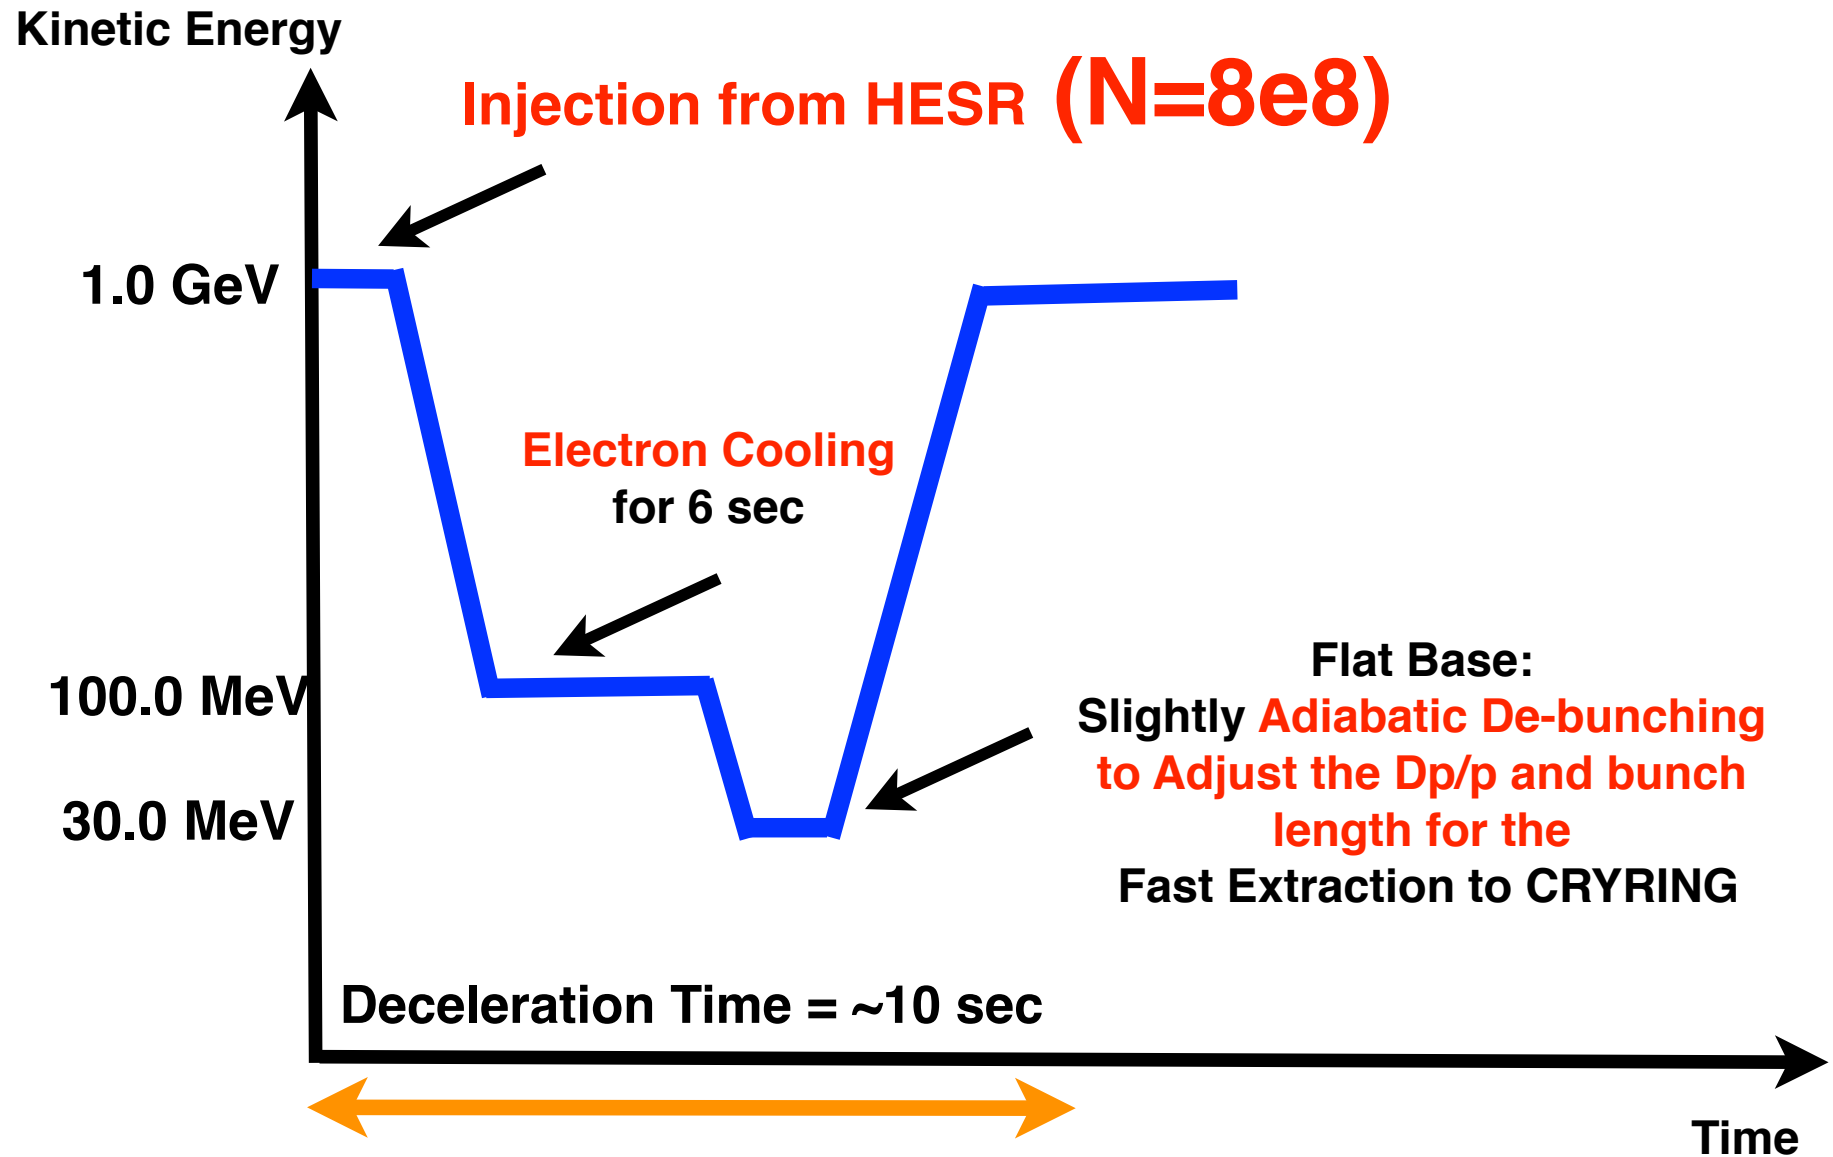 Kinetic Energy
Injection from HESR (N=8e8)
1.0 GeV
Electron Cooling
for 6 sec
100.0 MeV
30.0 MeV
Flat Base:
Slightly Adiabatic De-bunching
to Adjust the Dp/p and bunch
length for the
Fast Extraction to CRYRING
Deceleration Time = ~10 sec
Time